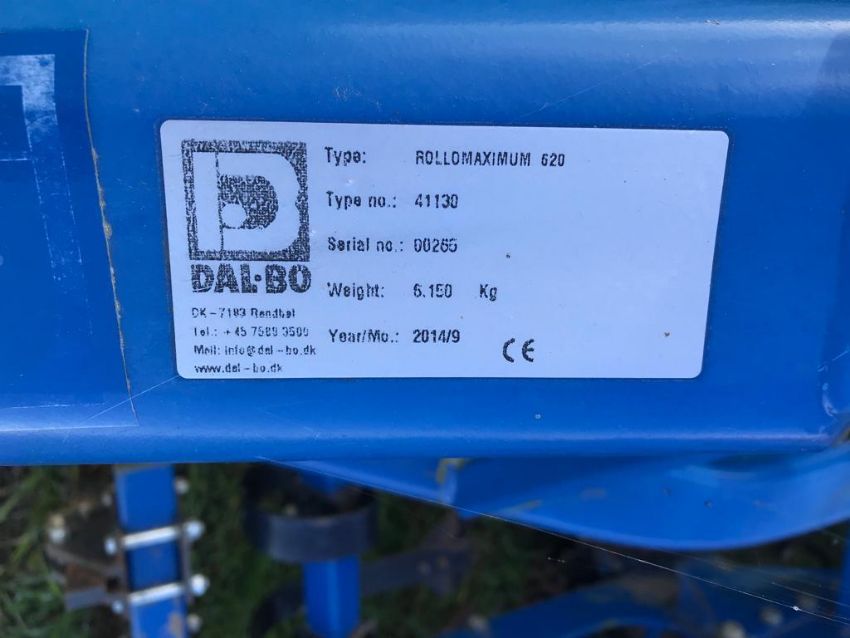 Type: ROLLOMAXIMUM 620
Type no.: 41130
Serial no.: 00265
Weight: 6.150 Kg
Year/Mo.: 2014/9
CE
DAL-BO
DK-7183 Randbøl
Tel.: +45 7588 3500
Mail: info@dal-bo.dk
www.dal-bo.dk